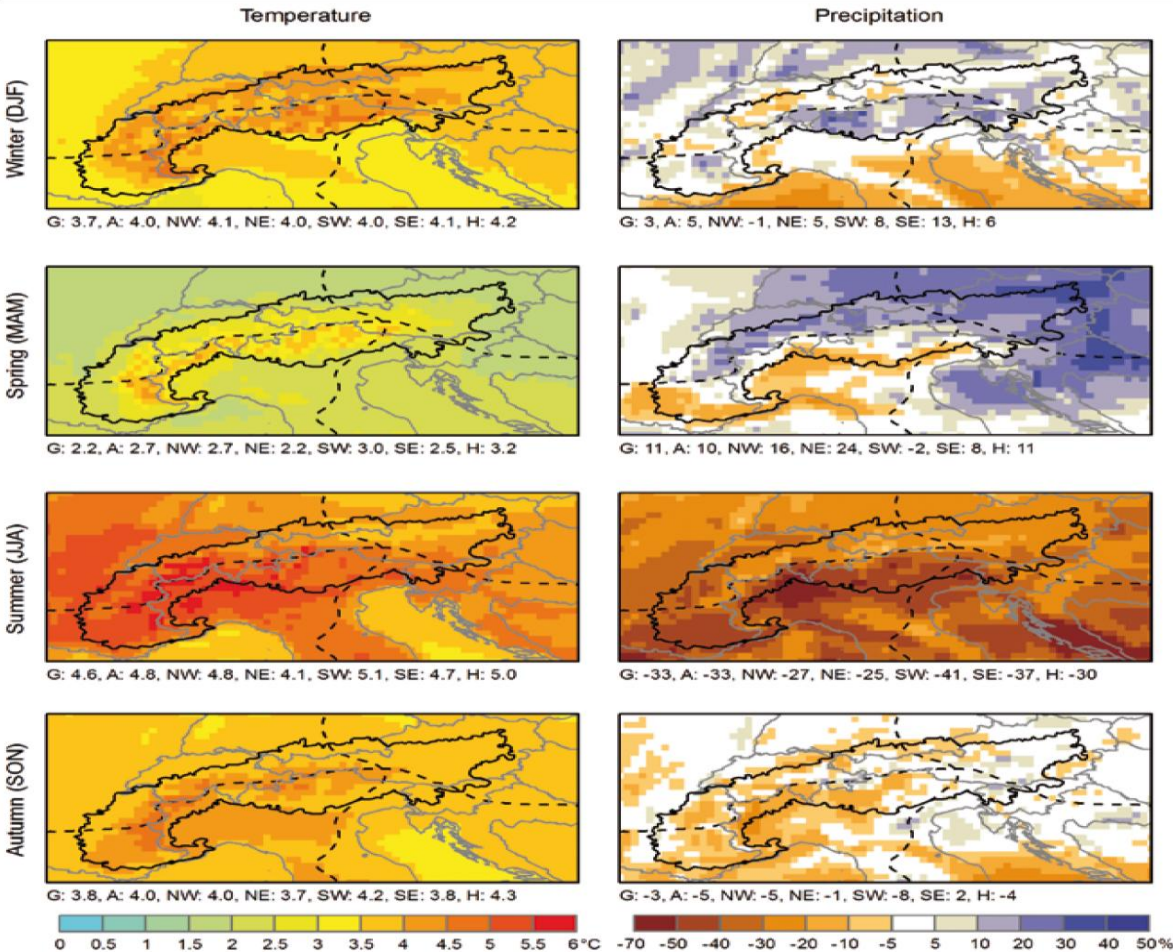 Temperature Precipitation
Winter (DJF)
G: 3.7, A: 4.0, NW: 4.1, NE: 4.0, SW: 4.0, SE: 4.1, H: 4.2
G: 3, A: 5, NW: -1, NE: 5, SW: 8, SE: 13, H: 6
Spring (MAM)
G: 2.2, A: 2.7, NW: 2.7, NE: 2.2, SW: 3.0, SE: 2.5, H: 3.2
G: 11, A: 10, NW: 16, NE: 24, SW: -2, SE: 8, H: 11
Summer (JJA)
G: 4.6, A: 4.8, NW: 4.8, NE: 4.1, SW: 5.1, SE: 4.7, H: 5.0
G: -33, A: -33, NW: -27, NE: -25, SW: -41, SE: -37, H: -30
Autumn (SON)
G: 3.8, A: 4.0, NW: 4.0, NE: 3.7, SW: 4.2, SE: 3.8, H: 4.3
G: -3, A: -5, NW: -5, NE: -1, SW: -8, SE: 2, H: -4
0 0.5 1 1.5 2 2.5 3 3.5 4 4.5 5 5.5 6°C
-70 -50 -40 -30 -20 -10 -5 5 10 20 30 40 50%